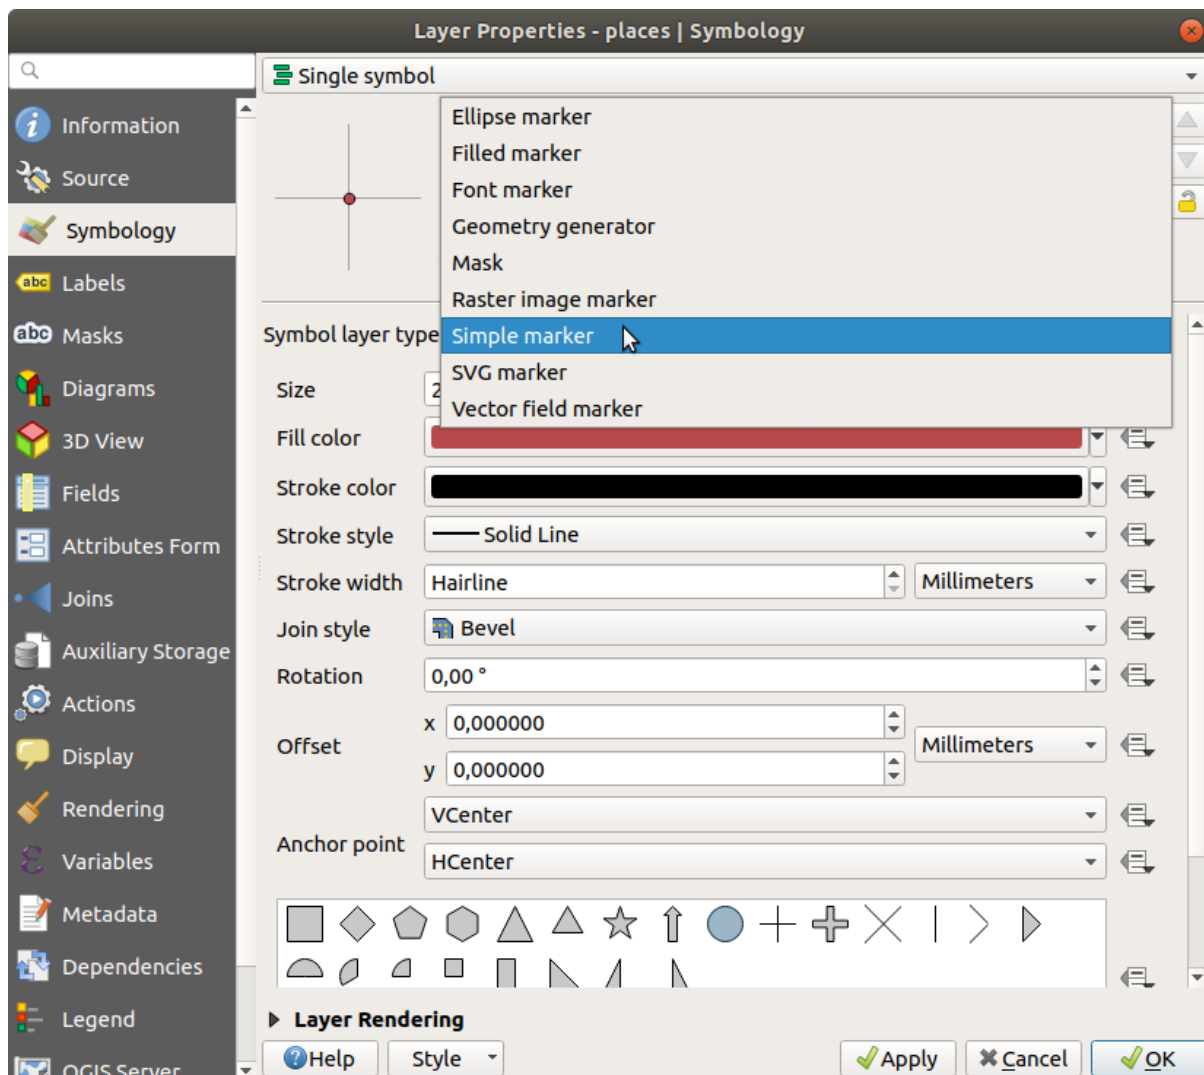 Layer Properties - places | Symbology
Single symbol
Information
Source
Symbology
Labels
Masks
Diagrams
3D View
Fields
Attributes Form
Joins
Auxiliary Storage
Actions
Display
Rendering
Variables
Metadata
Dependencies
Legend
QGIS Server
abc
abc
Ellipse marker
Filled marker
Font marker
Geometry generator
Mask
Raster image marker
Simple marker
SVG marker
Vector field marker
Symbol layer type
Size 2
Fill color
Stroke color
Stroke style Solid Line
Stroke width Hairline Millimeters
Join style Bevel
Rotation 0,00 °
Offset x 0,000000 Millimeters
y 0,000000
Anchor point VCenter
HCenter
Layer Rendering
Help Style Apply Cancel OK